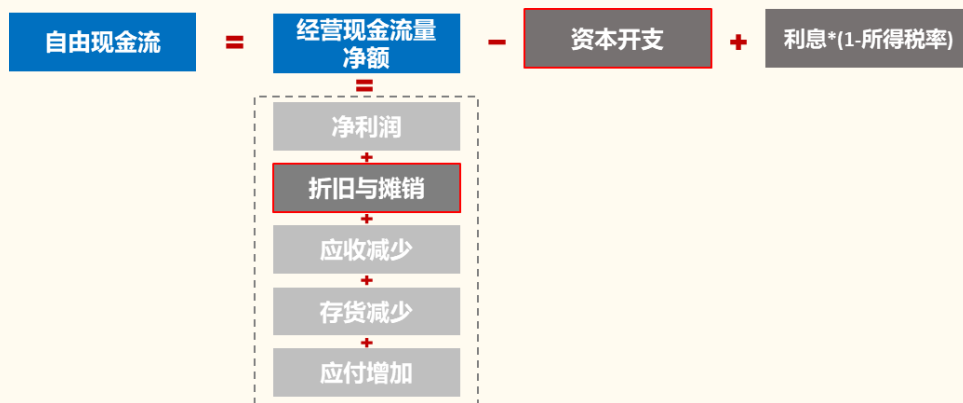 自由现金流
=
经营现金流量
净额
−
资本开支
+
利息*(1-所得税率)
=
净利润
+
折旧与摊销
+
应收减少
+
存货减少
+
应付增加